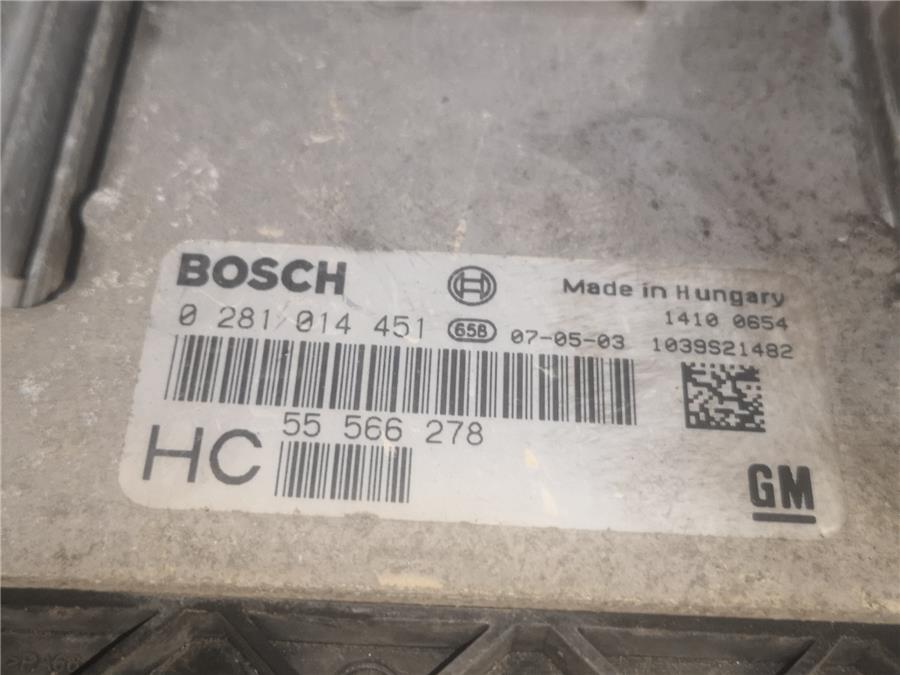 BOSCH
Made in Hungary
0 281 014 451 658 07-05-03 1410 0654
1039S21482
55 566 278
HC
GM
>PA66